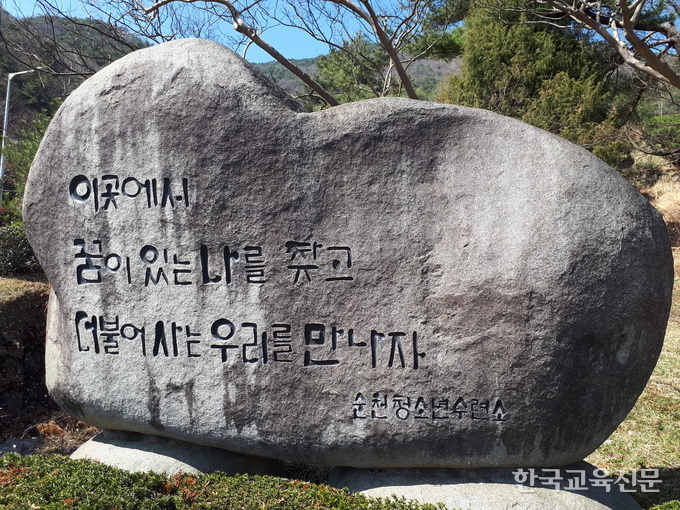 이곳에서
꿈이 있는 나를 찾고
더불어 사는 우리를 만나자
순천청소년수련소
한국교육신문